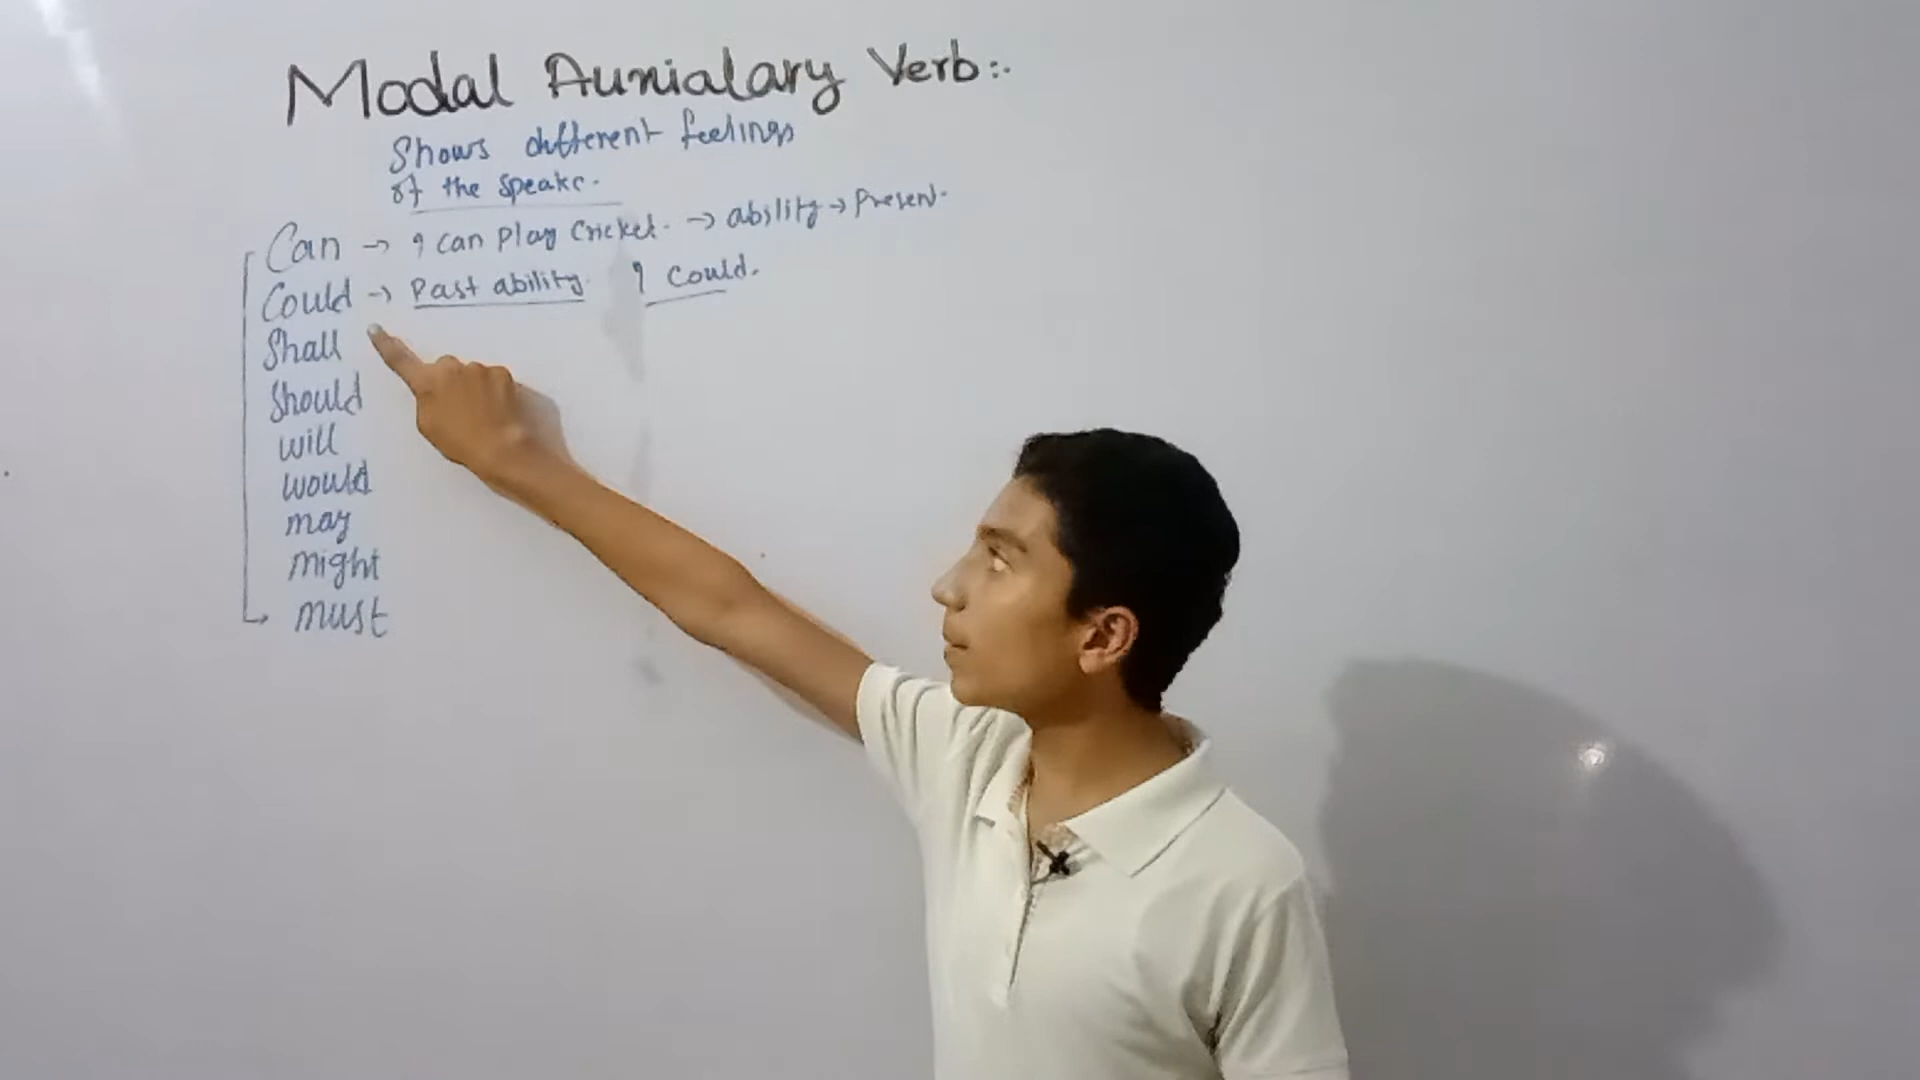 Modal Aunialary Verb:-
Shows different feelings
of the speakr.
Can → I can play cricket. → ability → Present.
Could → Past ability. I could.
Shall
Should
will
would
may
might
must